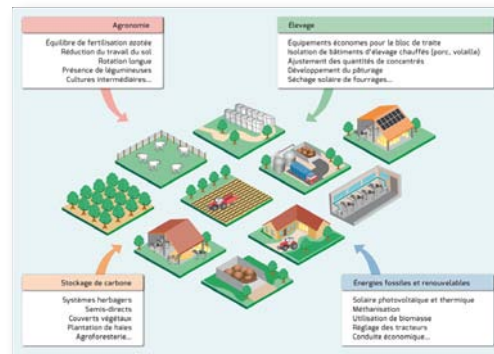 Agronomie
Équilibre de fertilisation azotée
Réduction du travail du sol
Rotation longue
Présence de légumineuses
Cultures intermédiaires...
Élevage
Équipements économes pour le bloc de traite
Isolation de bâtiments d'élevage chauffés (porc, volaille)
Ajustement des quantités de concentrés
Développement du pâturage
Séchage solaire de fourrages...
Stockage de carbone
Systèmes herbagers
Semis-directs
Couverts végétaux
Plantation de haies
Agroforesterie...
Énergies fossiles et renouvelables
Solaire photovoltaïque et thermique
Méthanisation
Utilisation de biomasse
Réglage des tracteurs
Conduite économique...